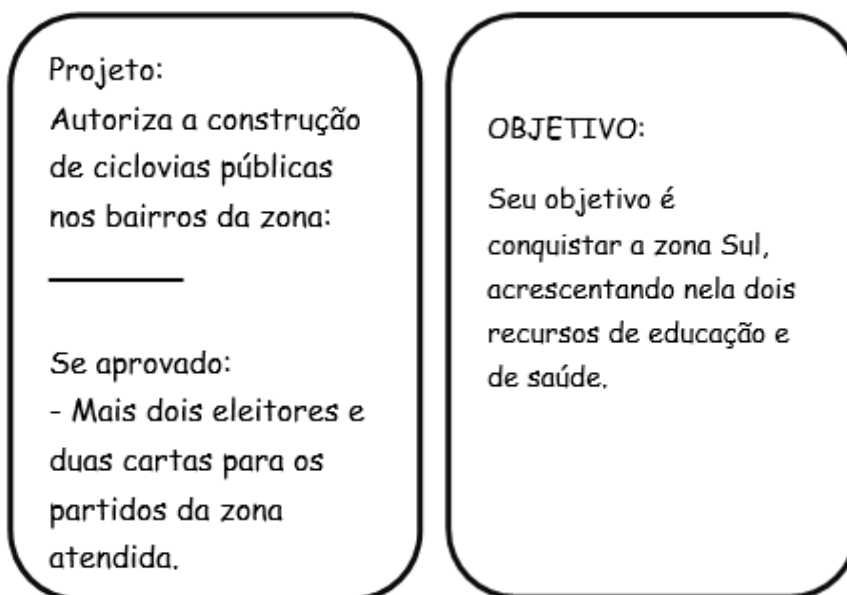 Projeto:
Autoriza a construção
de ciclovias públicas
nos bairros da zona:
_________
Se aprovado:
- Mais dois eleitores e
duas cartas para os
partidos da zona
atendida.
OBJETIVO:
Seu objetivo é
conquistar a zona Sul,
acrescentando nela dois
recursos de educação e
de saúde.